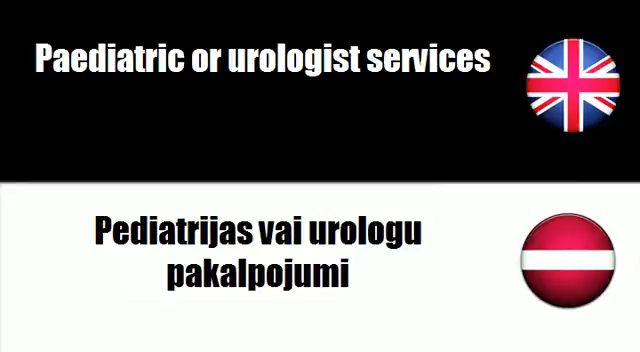 Paediatric or urologist services
Pediatrijas vai urologu
pakalpojumi